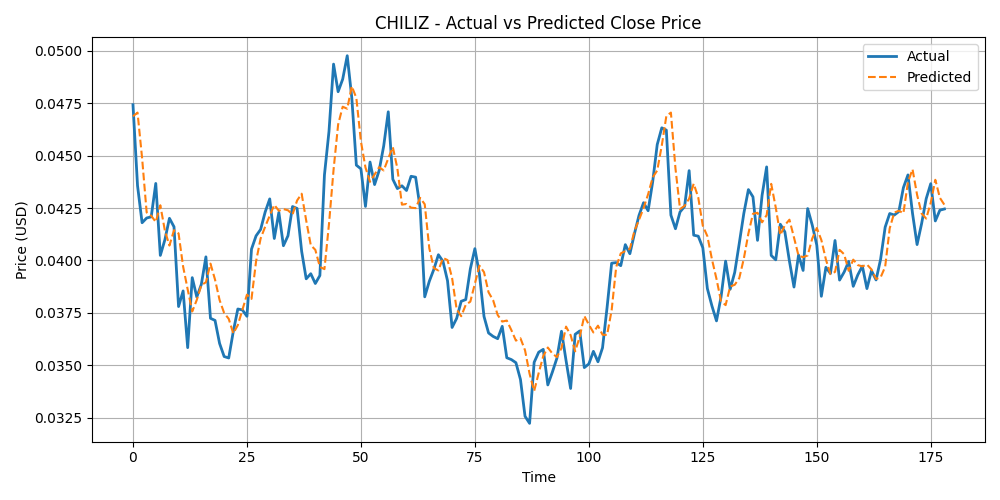 CHILIZ - Actual vs Predicted Close Price
Actual
Predicted
Price (USD)
0.0500
0.0475
0.0450
0.0425
0.0400
0.0375
0.0350
0.0325
0 25 50 75 100 125 150 175
Time